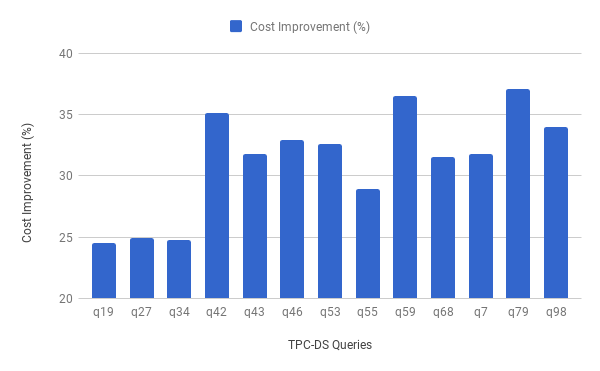 Cost Improvement (%)
40
35
30
25
20
Cost Improvement (%)
q19 q27 q34 q42 q43 q46 q53 q55 q59 q68 q7 q79 q98
TPC-DS Queries